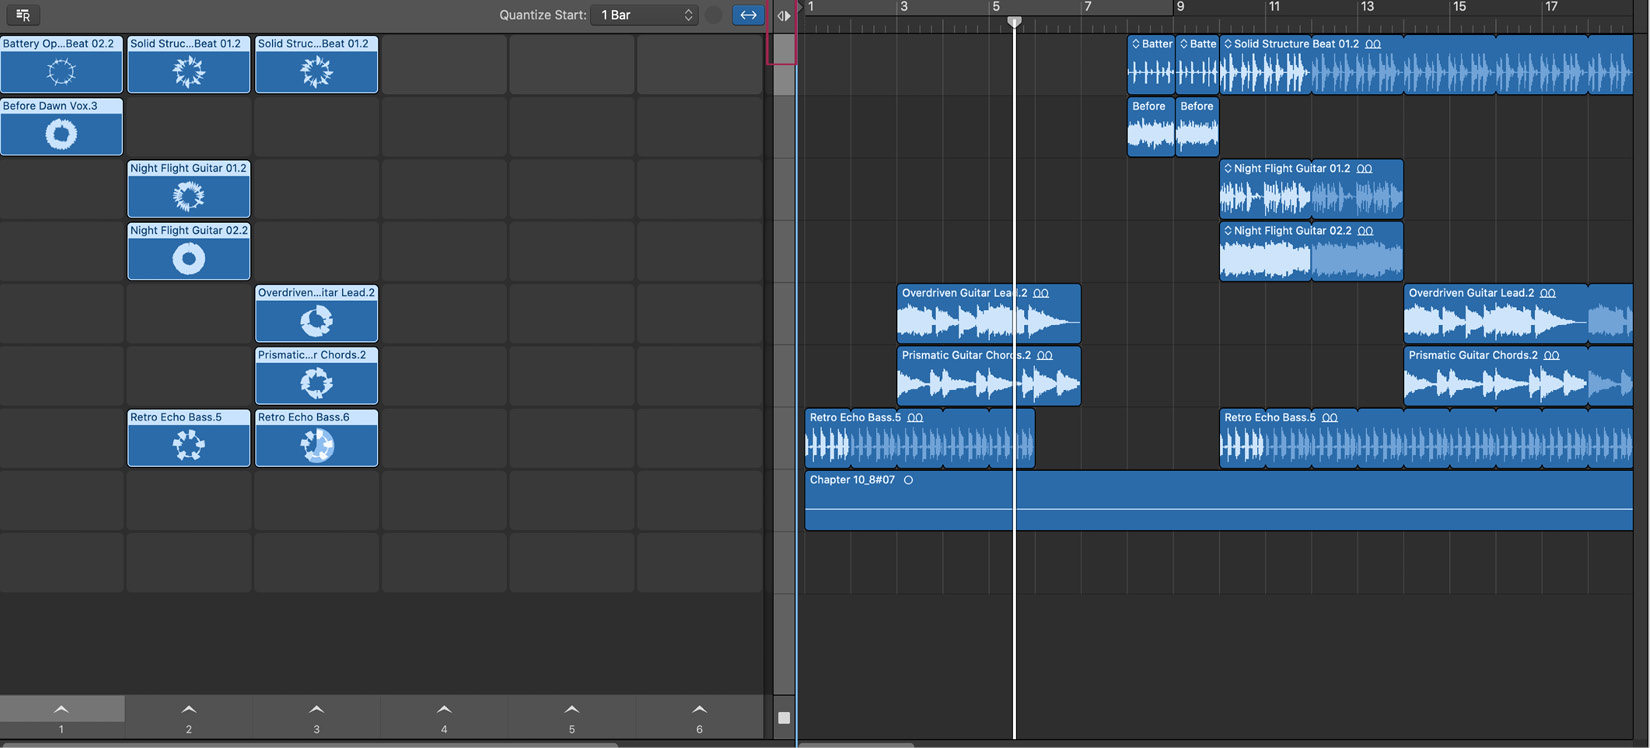 Quantize Start: 1 Bar
1 3 5 7 9 11 13 15 17
Battery Op...Beat 02.2 Solid Struc...Beat 01.2 Solid Struc...Beat 01.2
Batter Batte Solid Structure Beat 01.2
Before Dawn Vox.3
Before Before
Night Flight Guitar 01.2
Night Flight Guitar 01.2
Night Flight Guitar 02.2
Night Flight Guitar 02.2
Overdriven...itar Lead.2
Overdriven Guitar Lead.2 Overdriven Guitar Lead.2
Prismatic...r Chords.2
Prismatic Guitar Chords.2 Prismatic Guitar Chords.2
Retro Echo Bass.5 Retro Echo Bass.6
Retro Echo Bass.5 Retro Echo Bass.5
Chapter 10_8#07
1 2 3 4 5 6